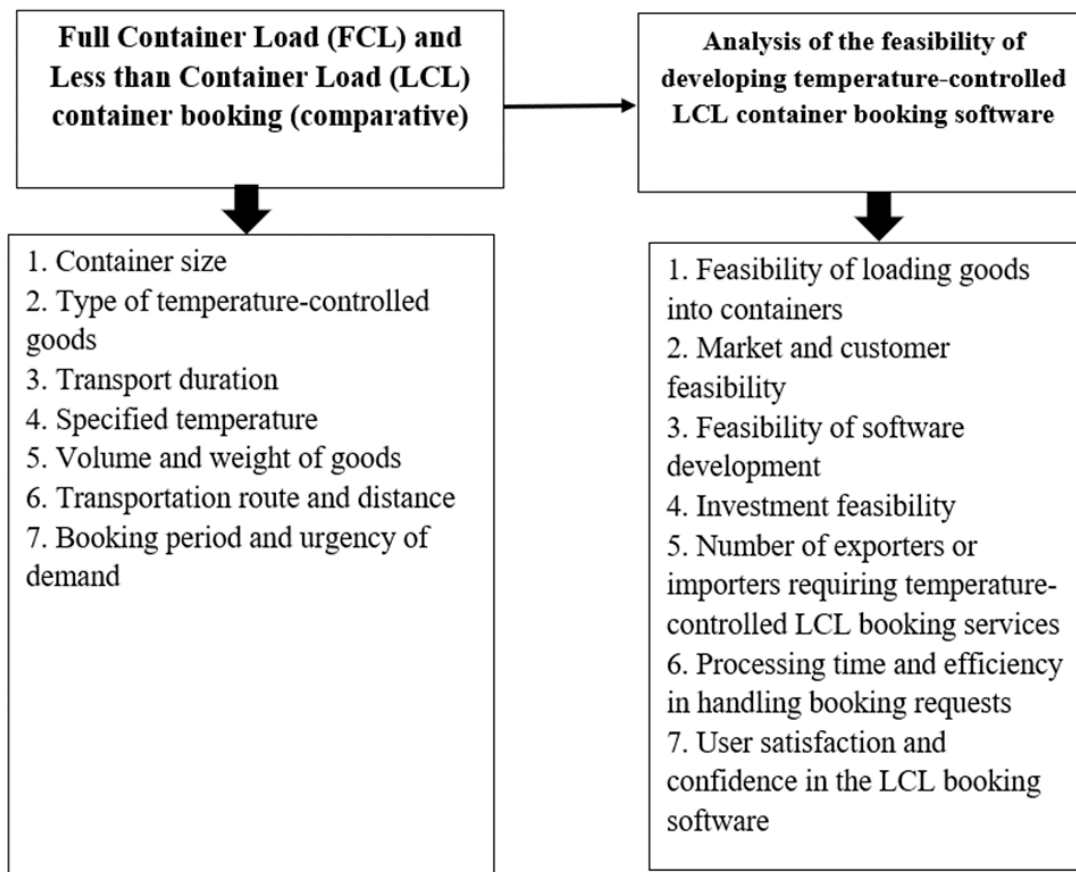 Full Container Load (FCL) and
Less than Container Load (LCL)
container booking (comparative)
Analysis of the feasibility of
developing temperature-controlled
LCL container booking software
1. Container size
2. Type of temperature-controlled
goods
3. Transport duration
4. Specified temperature
5. Volume and weight of goods
6. Transportation route and distance
7. Booking period and urgency of
demand
1. Feasibility of loading goods
into containers
2. Market and customer
feasibility
3. Feasibility of software
development
4. Investment feasibility
5. Number of exporters or
importers requiring temperature-
controlled LCL booking services
6. Processing time and efficiency
in handling booking requests
7. User satisfaction and
confidence in the LCL booking
software